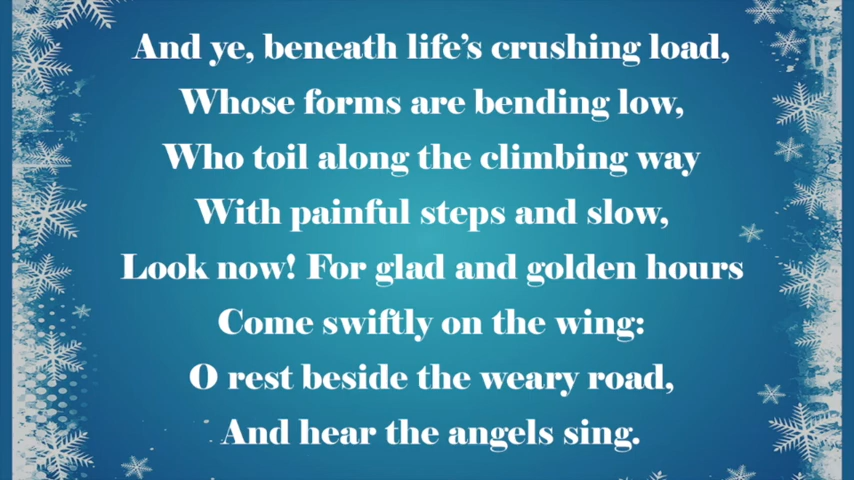 And ye, beneath life's crushing load,
Whose forms are bending low,
Who toil along the climbing way
With painful steps and slow,
Look now! For glad and golden hours
Come swiftly on the wing:
O rest beside the weary road,
And hear the angels sing.